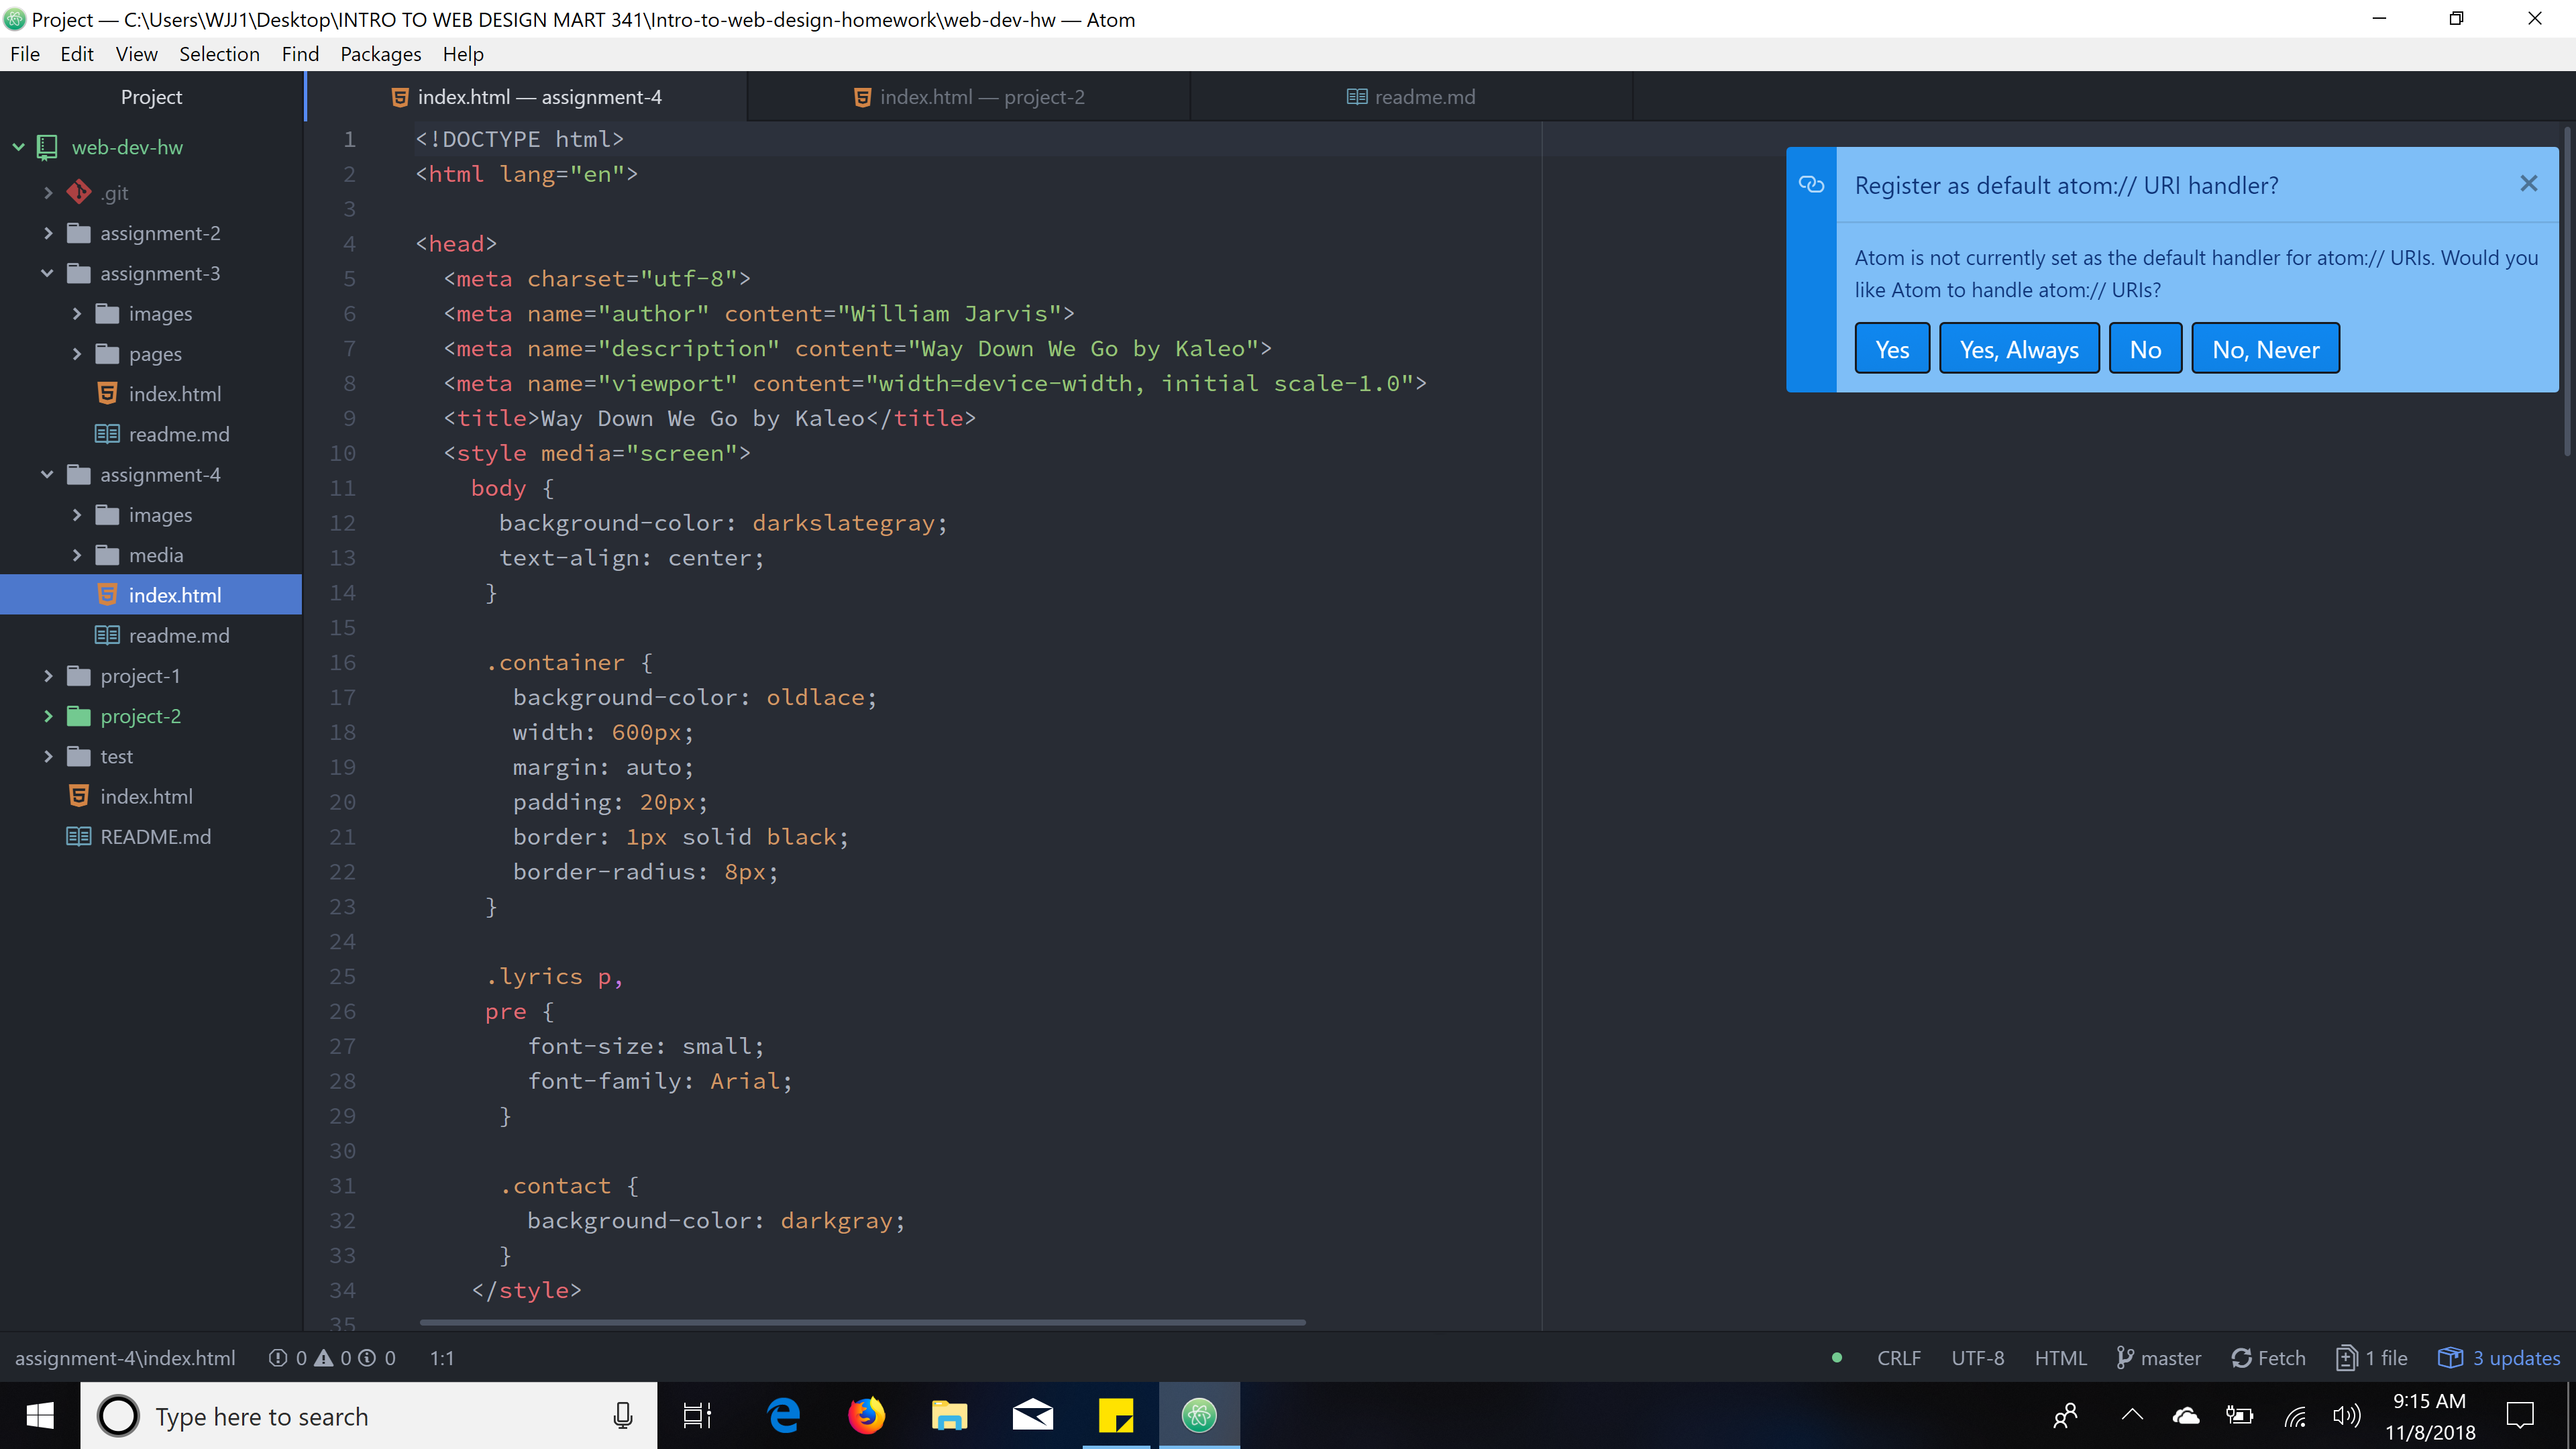 Project — C:\Users\WJJ1\Desktop\INTRO TO WEB DESIGN MART 341\Intro-to-web-design-homework\web-dev-hw — Atom
File Edit View Selection Find Packages Help
Project
index.html — assignment-4
index.html — project-2
readme.md
web-dev-hw
.git
assignment-2
assignment-3
images
pages
index.html
readme.md
assignment-4
images
media
index.html
readme.md
project-1
project-2
test
index.html
README.md
1 <!DOCTYPE html>
2 <html lang="en">
3
4 <head>
5 <meta charset="utf-8">
6 <meta name="author" content="William Jarvis">
7 <meta name="description" content="Way Down We Go by Kaleo">
8 <meta name="viewport" content="width=device-width, initial scale-1.0">
9 <title>Way Down We Go by Kaleo</title>
10 <style media="screen">
11 body {
12 background-color: darkslategray;
13 text-align: center;
14 }
15
16 .container {
17 background-color: oldlace;
18 width: 600px;
19 margin: auto;
20 padding: 20px;
21 border: 1px solid black;
22 border-radius: 8px;
23 }
24
25 .lyrics p,
26 pre {
27 font-size: small;
28 font-family: Arial;
29 }
30
31 .contact {
32 background-color: darkgray;
33 }
34 </style>
35
Register as default atom:// URI handler?
Atom is not currently set as the default handler for atom:// URIs. Would you
like Atom to handle atom:// URIs?
Yes Yes, Always No No, Never
assignment-4\index.html 0 0 0 1:1 CRLF UTF-8 HTML master Fetch 1 file 3 updates
Type here to search
9:15 AM
11/8/2018